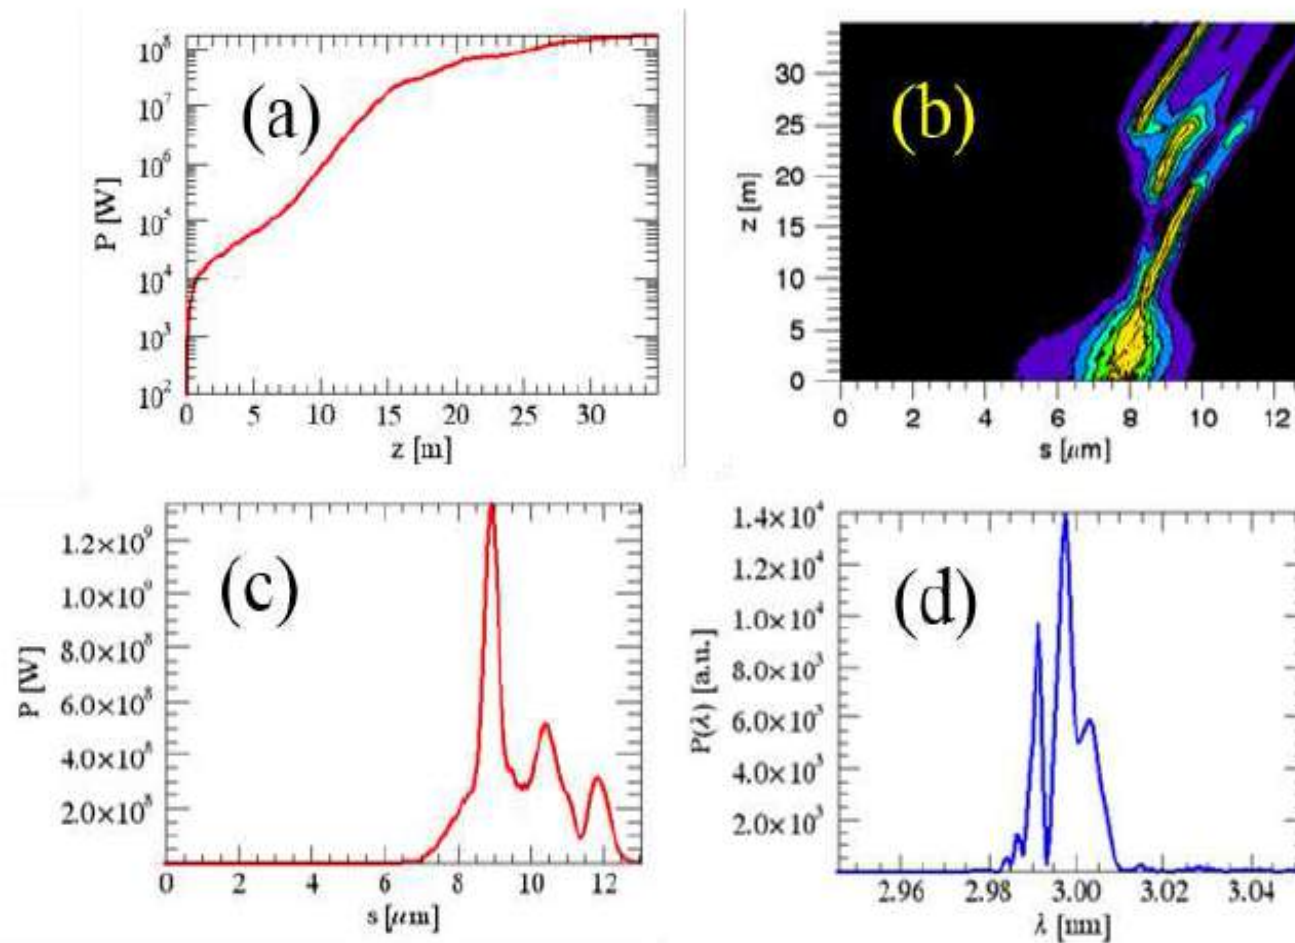 (a)
P [W]
10⁸
10⁷
10⁶
10⁵
10⁴
10³
10²
0 5 10 15 20 25 30
z [m]
(b)
z [m]
30
25
20
15
10
5
0
0 2 4 6 8 10 12
s [μm]
(c)
P [W]
1.2×10⁹
1.0×10⁹
8.0×10⁸
6.0×10⁸
4.0×10⁸
2.0×10⁸
0 2 4 6 8 10 12
s [μm]
(d)
P(λ) [a.u.]
1.4×10⁴
1.2×10⁴
1.0×10⁴
8.0×10³
6.0×10³
4.0×10³
2.0×10³
2.96 2.98 3.00 3.02 3.04
λ [nm]